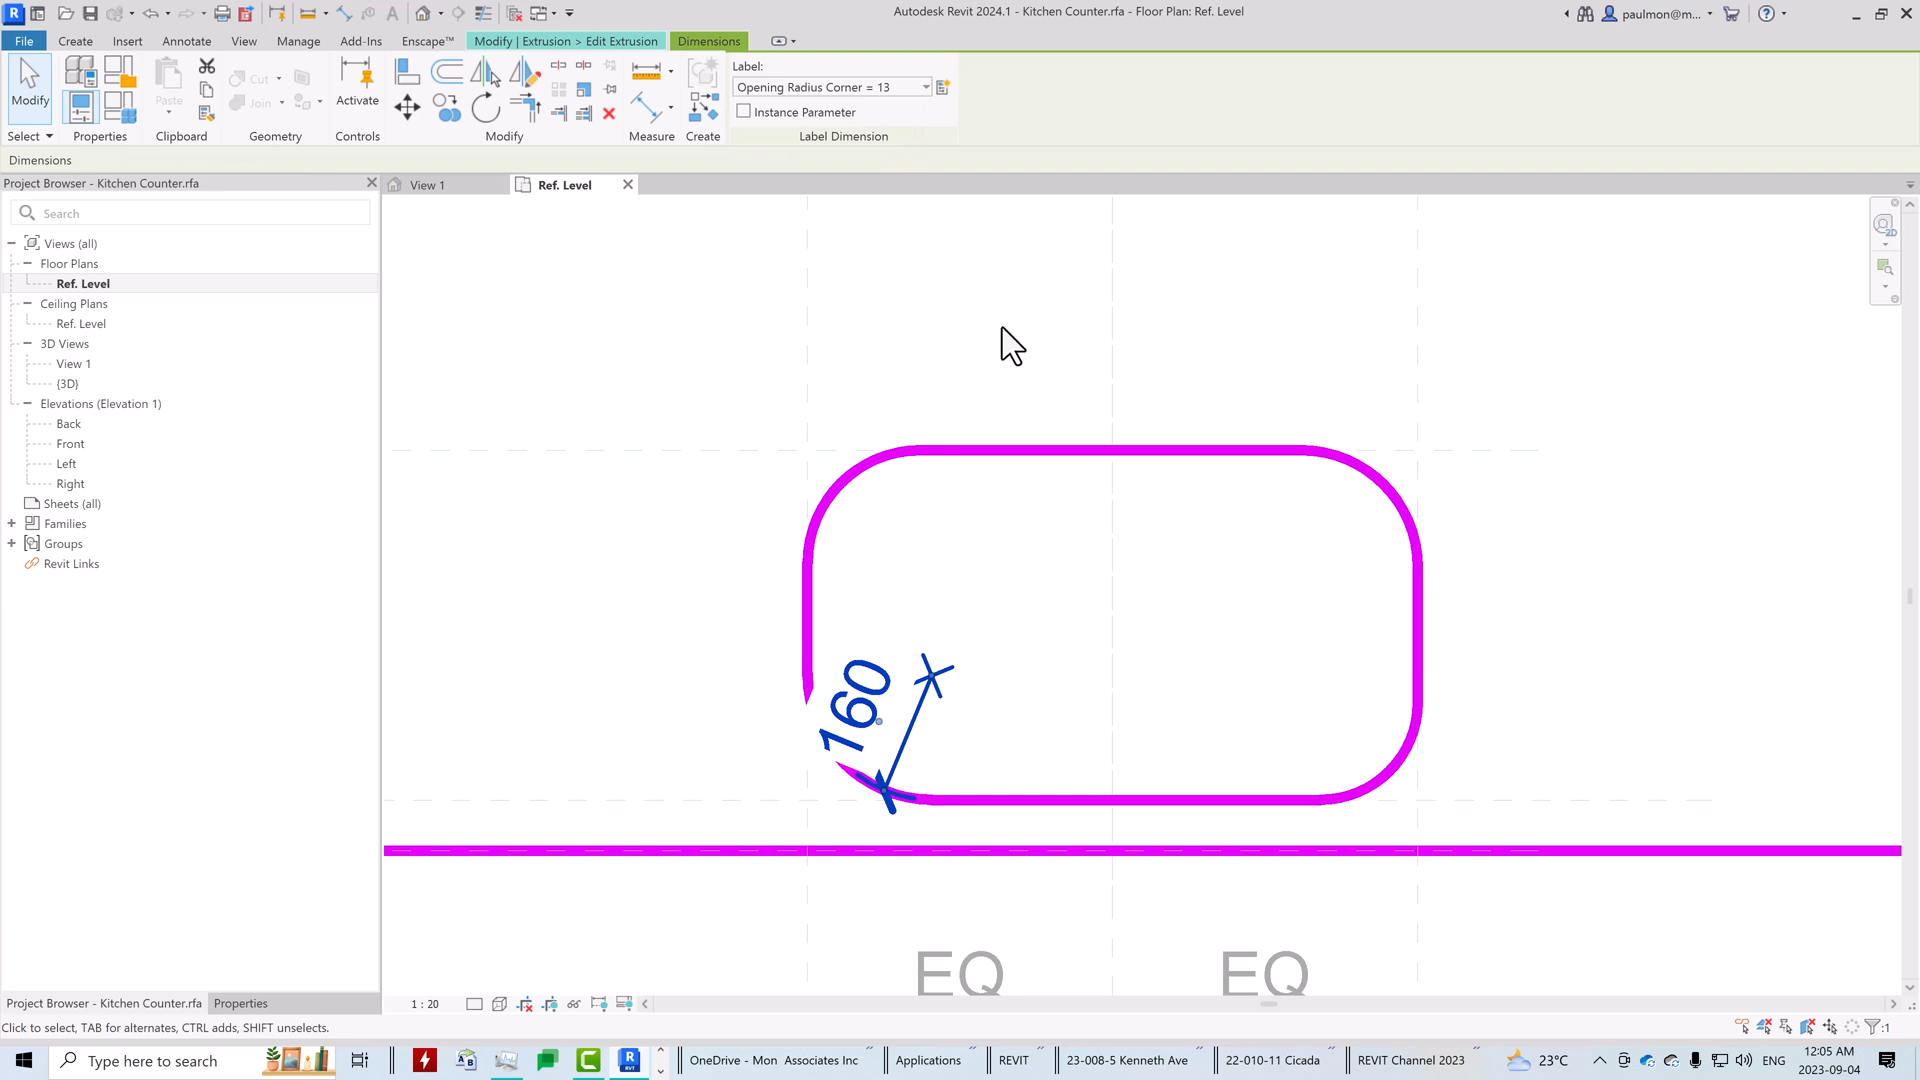 Autodesk Revit 2024.1 - Kitchen Counter.rfa - Floor Plan: Ref. Level
paulmon@m...
File
Create
Insert
Annotate
View
Manage
Add-Ins
Enscape™
Modify | Extrusion > Edit Extrusion
Dimensions
Modify
Paste
Cut
Join
Activate
Label:
Opening Radius Corner = 13
Instance Parameter
Select
Properties
Clipboard
Geometry
Controls
Modify
Measure
Create
Label Dimension
Dimensions
Project Browser - Kitchen Counter.rfa
View 1
Ref. Level
Search
Views (all)
Floor Plans
Ref. Level
Ceiling Plans
Ref. Level
3D Views
View 1
{3D}
Elevations (Elevation 1)
Back
Front
Left
Right
Sheets (all)
Families
Groups
Revit Links
2D
160
EQ
EQ
Project Browser - Kitchen Counter.rfa
Properties
1 : 20
Click to select, TAB for alternates, CTRL adds, SHIFT unselects.
:1
Type here to search
OneDrive - Mon Associates Inc
Applications
REVIT
23-008-5 Kenneth Ave
22-010-11 Cicada
REVIT Channel 2023
23°C
ENG
12:05 AM
2023-09-04